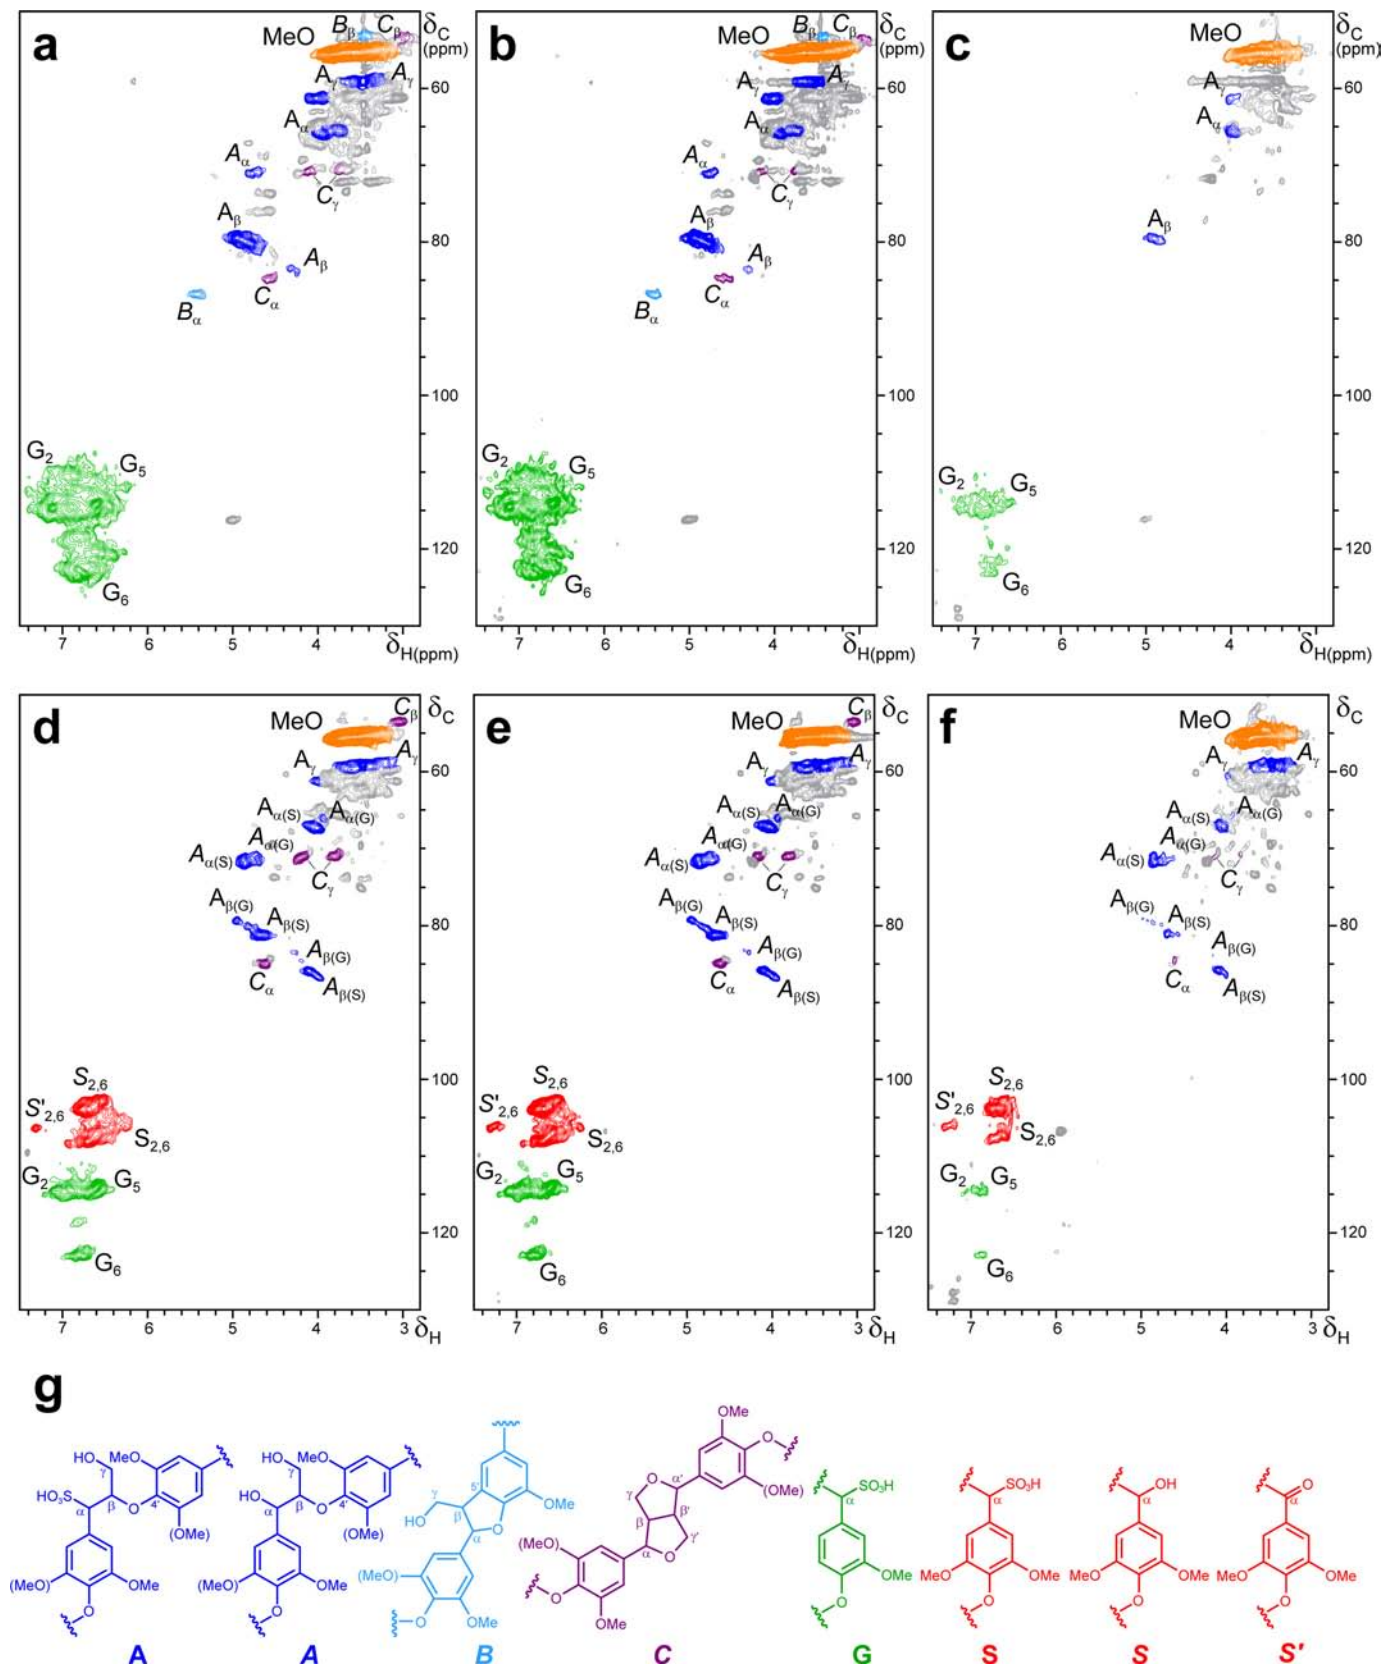 a
MeO
Bβ
Cβ
δC
(ppm)
Aγ
Aγ
60
Aα
Aα
Cγ
Aβ
80
Aβ
Bα
Cα
100
G2
G5
120
G6
7
5
4
δH(ppm)
b
MeO
Bβ
Cβ
δC
(ppm)
Aγ
Aγ
60
Aα
Aα
Cγ
Aβ
80
Aβ
Bα
Cα
100
G2
G5
120
G6
7
6
5
4
δH(ppm)
c
MeO
δC
(ppm)
Aγ
60
Aα
Aβ
80
100
G2
G5
120
G6
7
5
4
δH(ppm)
d
MeO
Cβ
δC
Aγ
Aγ
60
Aα(S)
Aα(G)
Aα(S)
Aα(G)
Cγ
Aβ(G)
80
Aβ(S)
Aβ(G)
Cα
Aβ(S)
100
S2,6
S'2,6
S2,6
G2
G5
120
G6
7
6
5
4
3
δH
e
MeO
Cβ
δC
Aγ
Aγ
60
Aα(S)
Aα(G)
Aα(S)
Aα(G)
Cγ
Aβ(G)
80
Aβ(S)
Aβ(G)
Cα
Aβ(S)
100
S2,6
S'2,6
S2,6
G2
G5
120
G6
7
6
5
4
3
δH
f
MeO
δC
Aγ
Aγ
60
Aα(S)
Aα(G)
Aα(S)
Aα(G)
Cγ
Aβ(G)
80
Aβ(S)
Aβ(G)
Cα
Aβ(S)
100
S2,6
S'2,6
S2,6
G2
G5
120
G6
7
6
5
4
3
δH
g
HO
MeO
γ
HO3S
β
O
4'
α
(OMe)
(MeO)
OMe
O
A
HO
MeO
γ
HO
β
O
4'
α
(OMe)
(MeO)
OMe
O
A
γ
5'
HO
β
OMe
α
O
(MeO)
OMe
O
B
OMe
O
O
α'
γ
(OMe)
β'
β
γ'
(MeO)
α
O
O
OMe
C
SO3H
α
OMe
O
G
SO3H
α
MeO
OMe
O
S
OH
α
MeO
OMe
O
S
O
α
MeO
OMe
O
S'